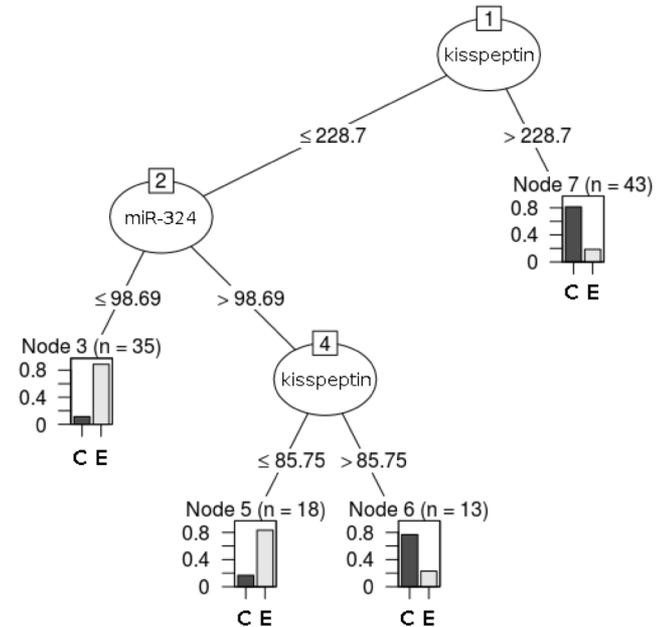 1
kisspeptin
≤ 228.7
> 228.7
2
miR-324
Node 7 (n = 43)
0.8
0.4
0
C E
≤ 98.69
> 98.69
Node 3 (n = 35)
0.8
0.4
0
C E
4
kisspeptin
≤ 85.75
> 85.75
Node 5 (n = 18)
0.8
0.4
0
C E
Node 6 (n = 13)
0.8
0.4
0
C E